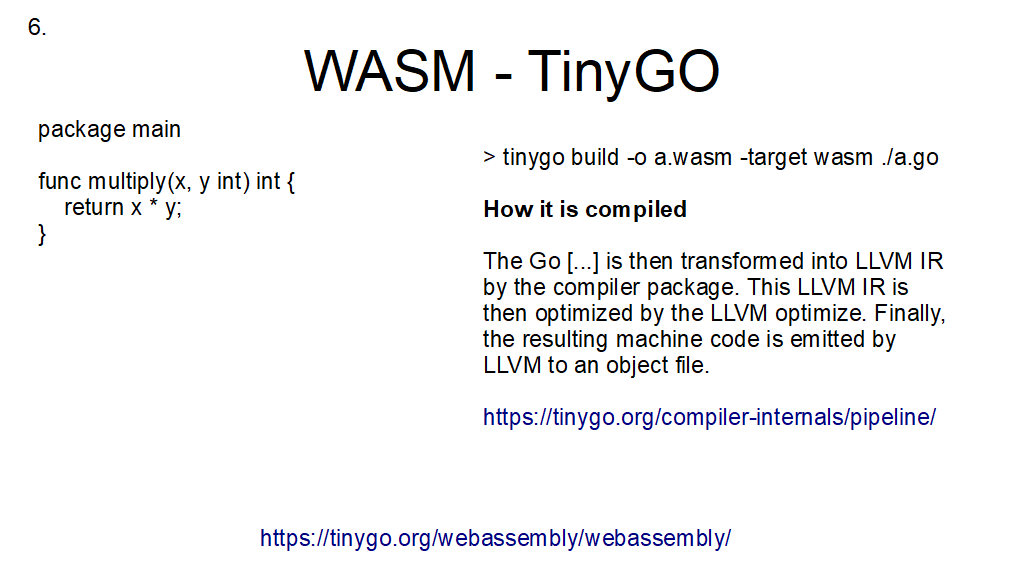 6.
WASM - TinyGO
package main
func multiply(x, y int) int {
return x * y;
}
> tinygo build -o a.wasm -target wasm ./a.go
How it is compiled
The Go [...] is then transformed into LLVM IR
by the compiler package. This LLVM IR is
then optimized by the LLVM optimize. Finally,
the resulting machine code is emitted by
LLVM to an object file.
https://tinygo.org/compiler-internals/pipeline/
https://tinygo.org/webassembly/webassembly/